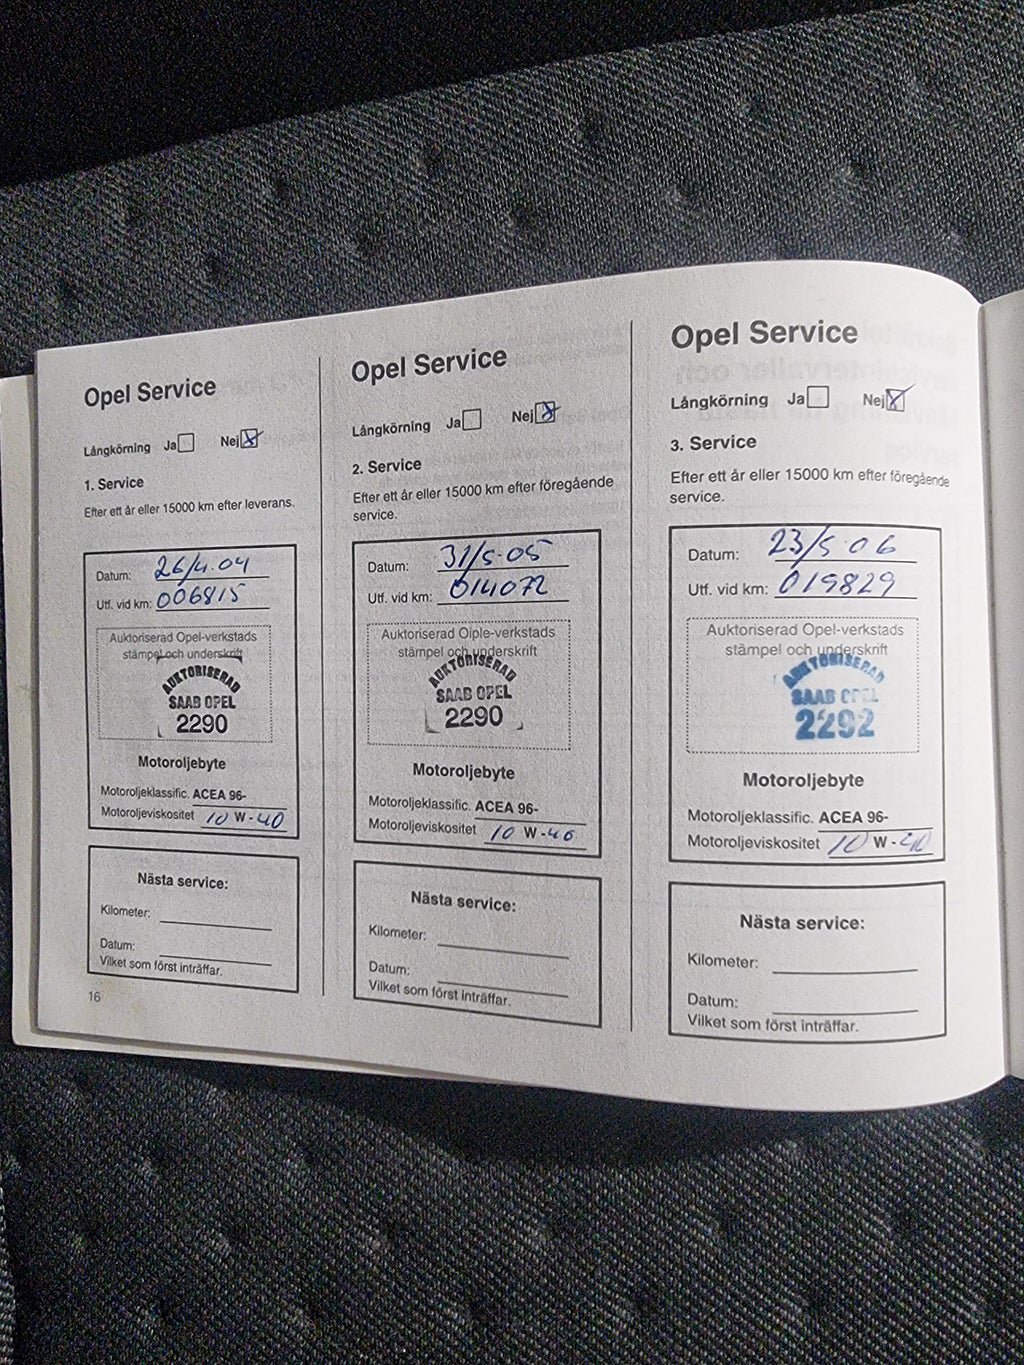 Opel Service
Långkörning Ja Nej
1. Service
Efter ett år eller 15000 km efter leverans.
Datum: 26/4.04
Utf. vid km: 006815
Auktoriserad Opel-verkstads
stämpel och underskrift
AUKTORISERAD
SAAB OPEL
2290
Motoroljebyte
Motoroljeklassific. ACEA 96-
Motoroljeviskositet 10 W - 40
Nästa service:
Kilometer:
Datum:
Vilket som först inträffar.
16
Opel Service
Långkörning Ja Nej
2. Service
Efter ett år eller 15000 km efter föregående
service.
Datum: 31/5-05
Utf. vid km: 014072
Auktoriserad Oiple-verkstads
stämpel och underskrift
AUKTORISERAD
SAAB OPEL
2290
Motoroljebyte
Motoroljeklassific. ACEA 96-
Motoroljeviskositet 10 W - 40
Nästa service:
Kilometer:
Datum:
Vilket som först inträffar.
Opel Service
Långkörning Ja Nej
3. Service
Efter ett år eller 15000 km efter föregående
service.
Datum: 23/5 06
Utf. vid km: 019829
Auktoriserad Opel-verkstads
stämpel och underskrift
AUKTORISERAD
SAAB OPEL
2292
Motoroljebyte
Motoroljeklassific. ACEA 96-
Motoroljeviskositet 10 W - 40
Nästa service:
Kilometer:
Datum:
Vilket som först inträffar.